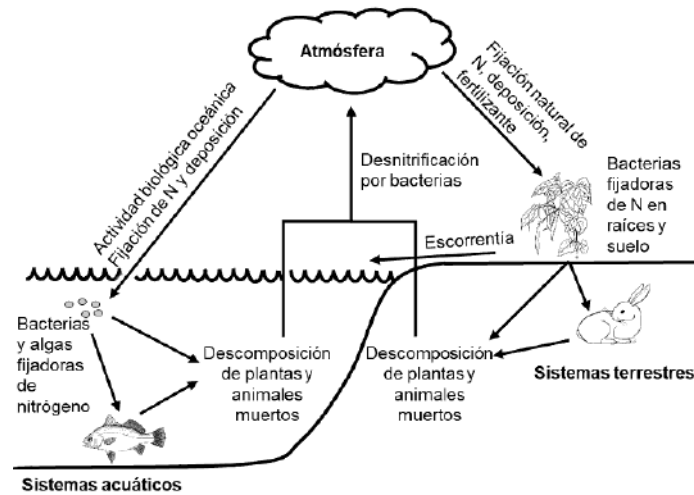 Atmósfera
Actividad biológica oceánica
Fijación de N y deposición
Fijación natural de
N, deposición,
fertilizante
Desnitrificación
por bacterias
Bacterias
fijadoras
de N en
raíces y
suelo
Escorrentía
Bacterias
y algas
fijadoras
de
nitrógeno
Descomposición
de plantas y
animales
muertos
Descomposición
de plantas y
animales
muertos
Sistemas terrestres
Sistemas acuáticos